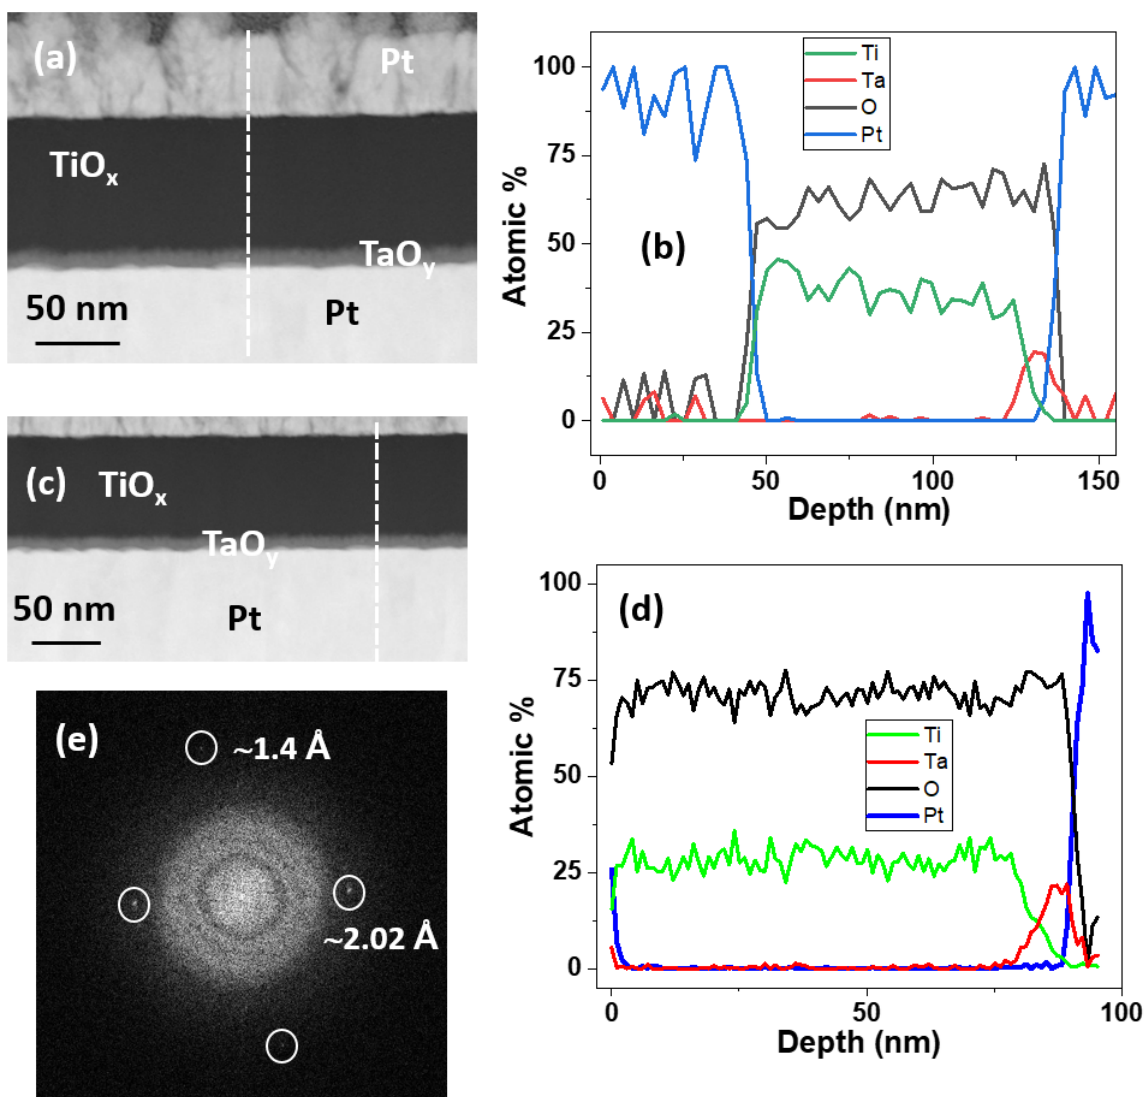 (a)
Pt
TiOx
TaOy
50 nm
Pt
(b)
Ti
Ta
O
Pt
100
75
50
25
0
Atomic %
0
50
100
150
Depth (nm)
(c)
TiOx
TaOy
50 nm
Pt
(d)
Ti
Ta
O
Pt
100
75
50
25
0
Atomic %
0
50
100
Depth (nm)
(e)
~1.4 Å
~2.02 Å